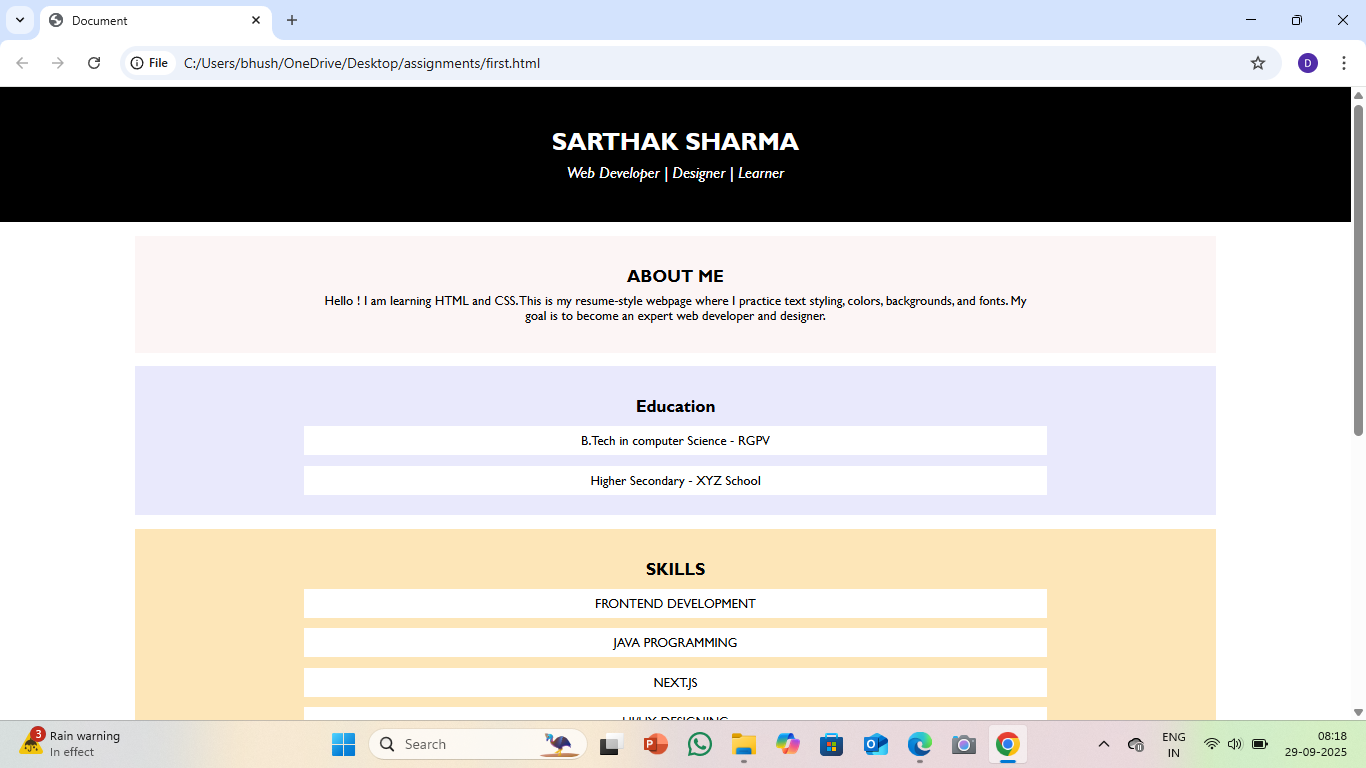 Document
File
C:/Users/bhush/OneDrive/Desktop/assignments/first.html
D
SARTHAK SHARMA
Web Developer | Designer | Learner
ABOUT ME
Hello ! I am learning HTML and CSS.This is my resume-style webpage where I practice text styling, colors, backgrounds, and fonts. My
goal is to become an expert web developer and designer.
Education
B.Tech in computer Science - RGPV
Higher Secondary - XYZ School
SKILLS
FRONTEND DEVELOPMENT
JAVA PROGRAMMING
NEXT.JS
UI/UX DESIGNING
3
Rain warning
In effect
Search
ENG
IN
08:18
29-09-2025